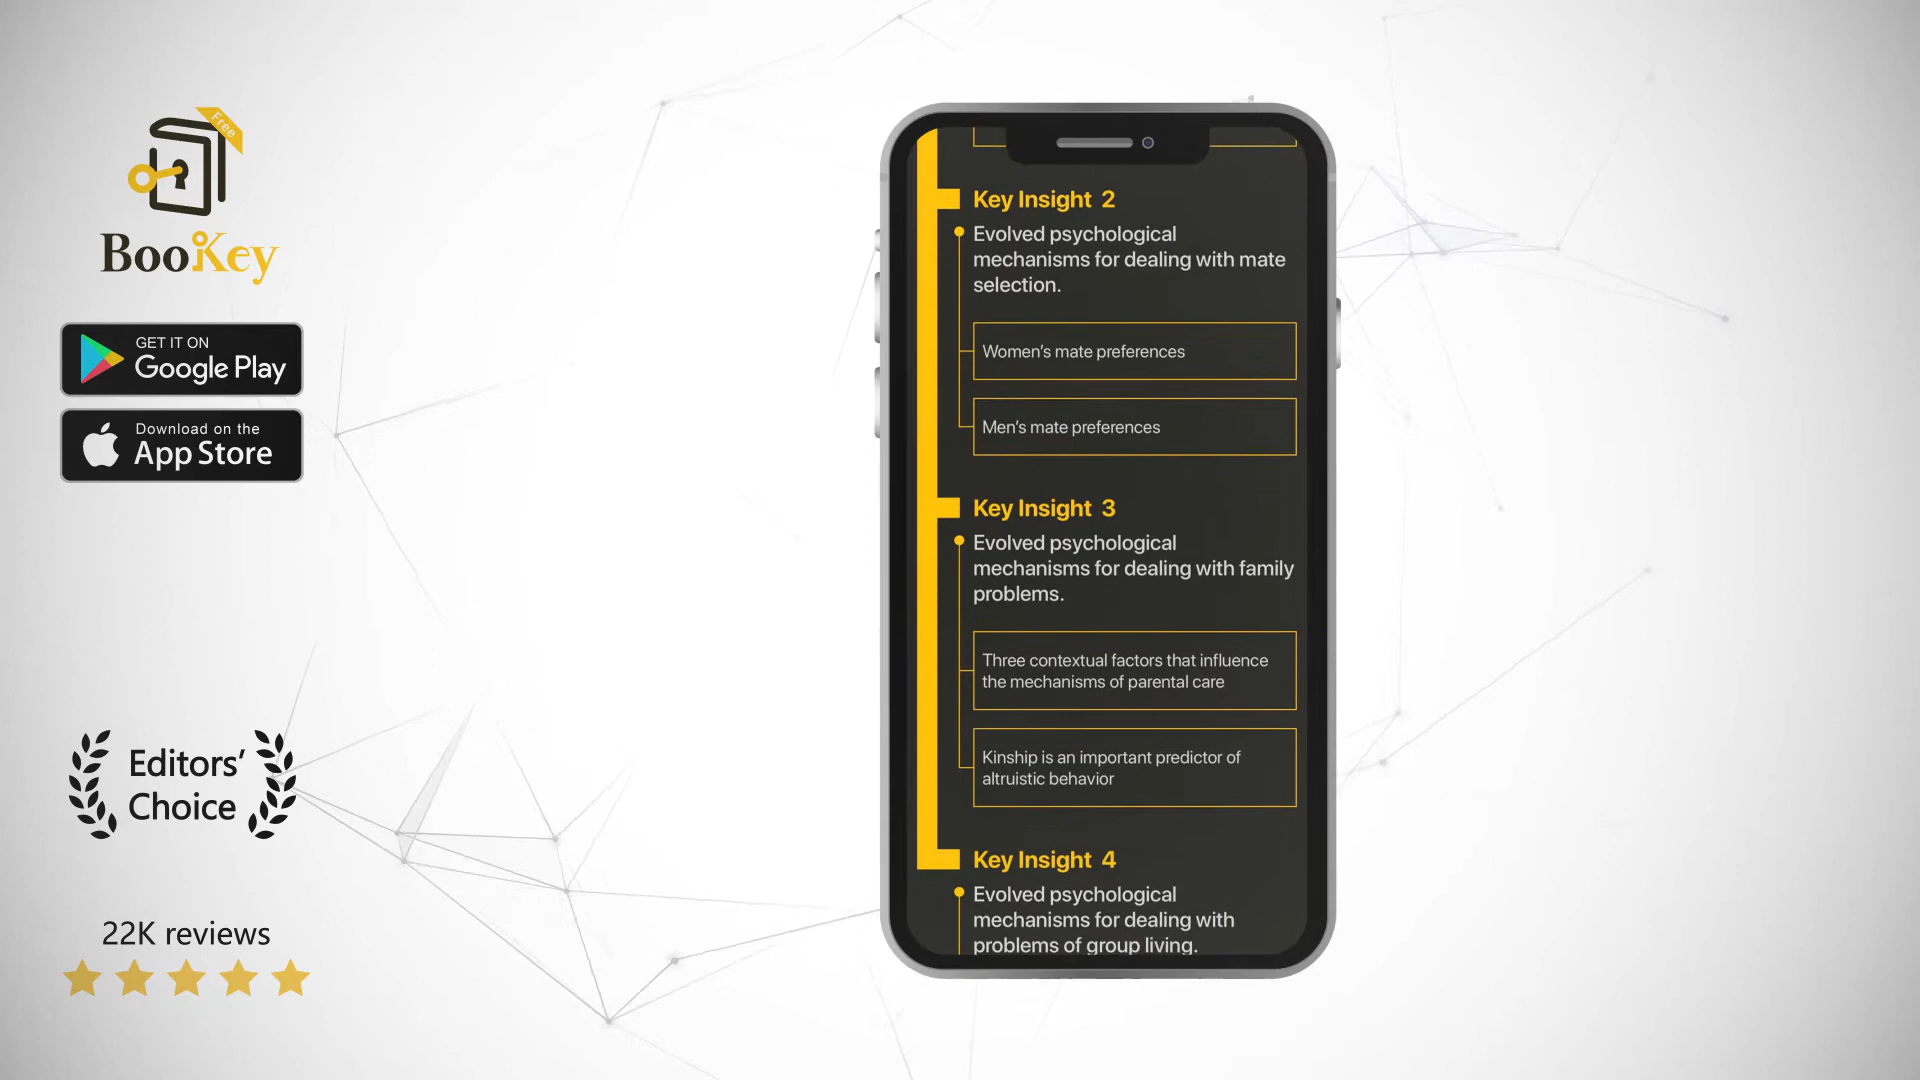 Free
BooKey
GET IT ON
Google Play
Download on the
App Store
Editors’
Choice
22K reviews
Key Insight 2
Evolved psychological
mechanisms for dealing with mate
selection.
Women’s mate preferences
Men’s mate preferences
Key Insight 3
Evolved psychological
mechanisms for dealing with family
problems.
Three contextual factors that influence
the mechanisms of parental care
Kinship is an important predictor of
altruistic behavior
Key Insight 4
Evolved psychological
mechanisms for dealing with
problems of group living.